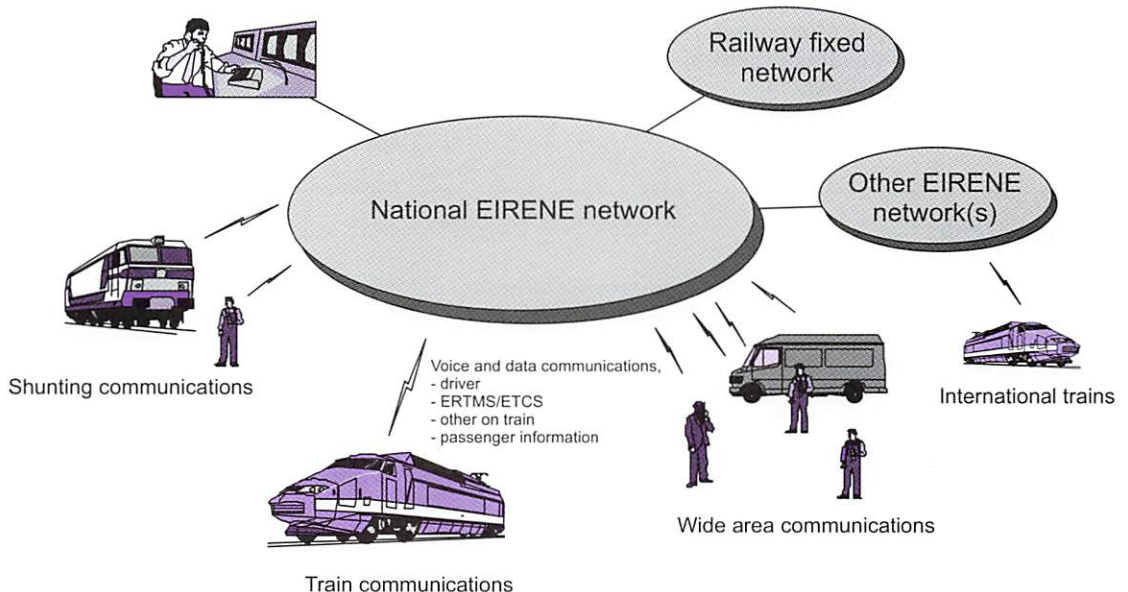 Railway fixed
network
National EIRENE network
Other EIRENE
network(s)
Shunting communications
Voice and data communications,
- driver
- ERTMS/ETCS
- other on train
- passenger information
International trains
Wide area communications
Train communications